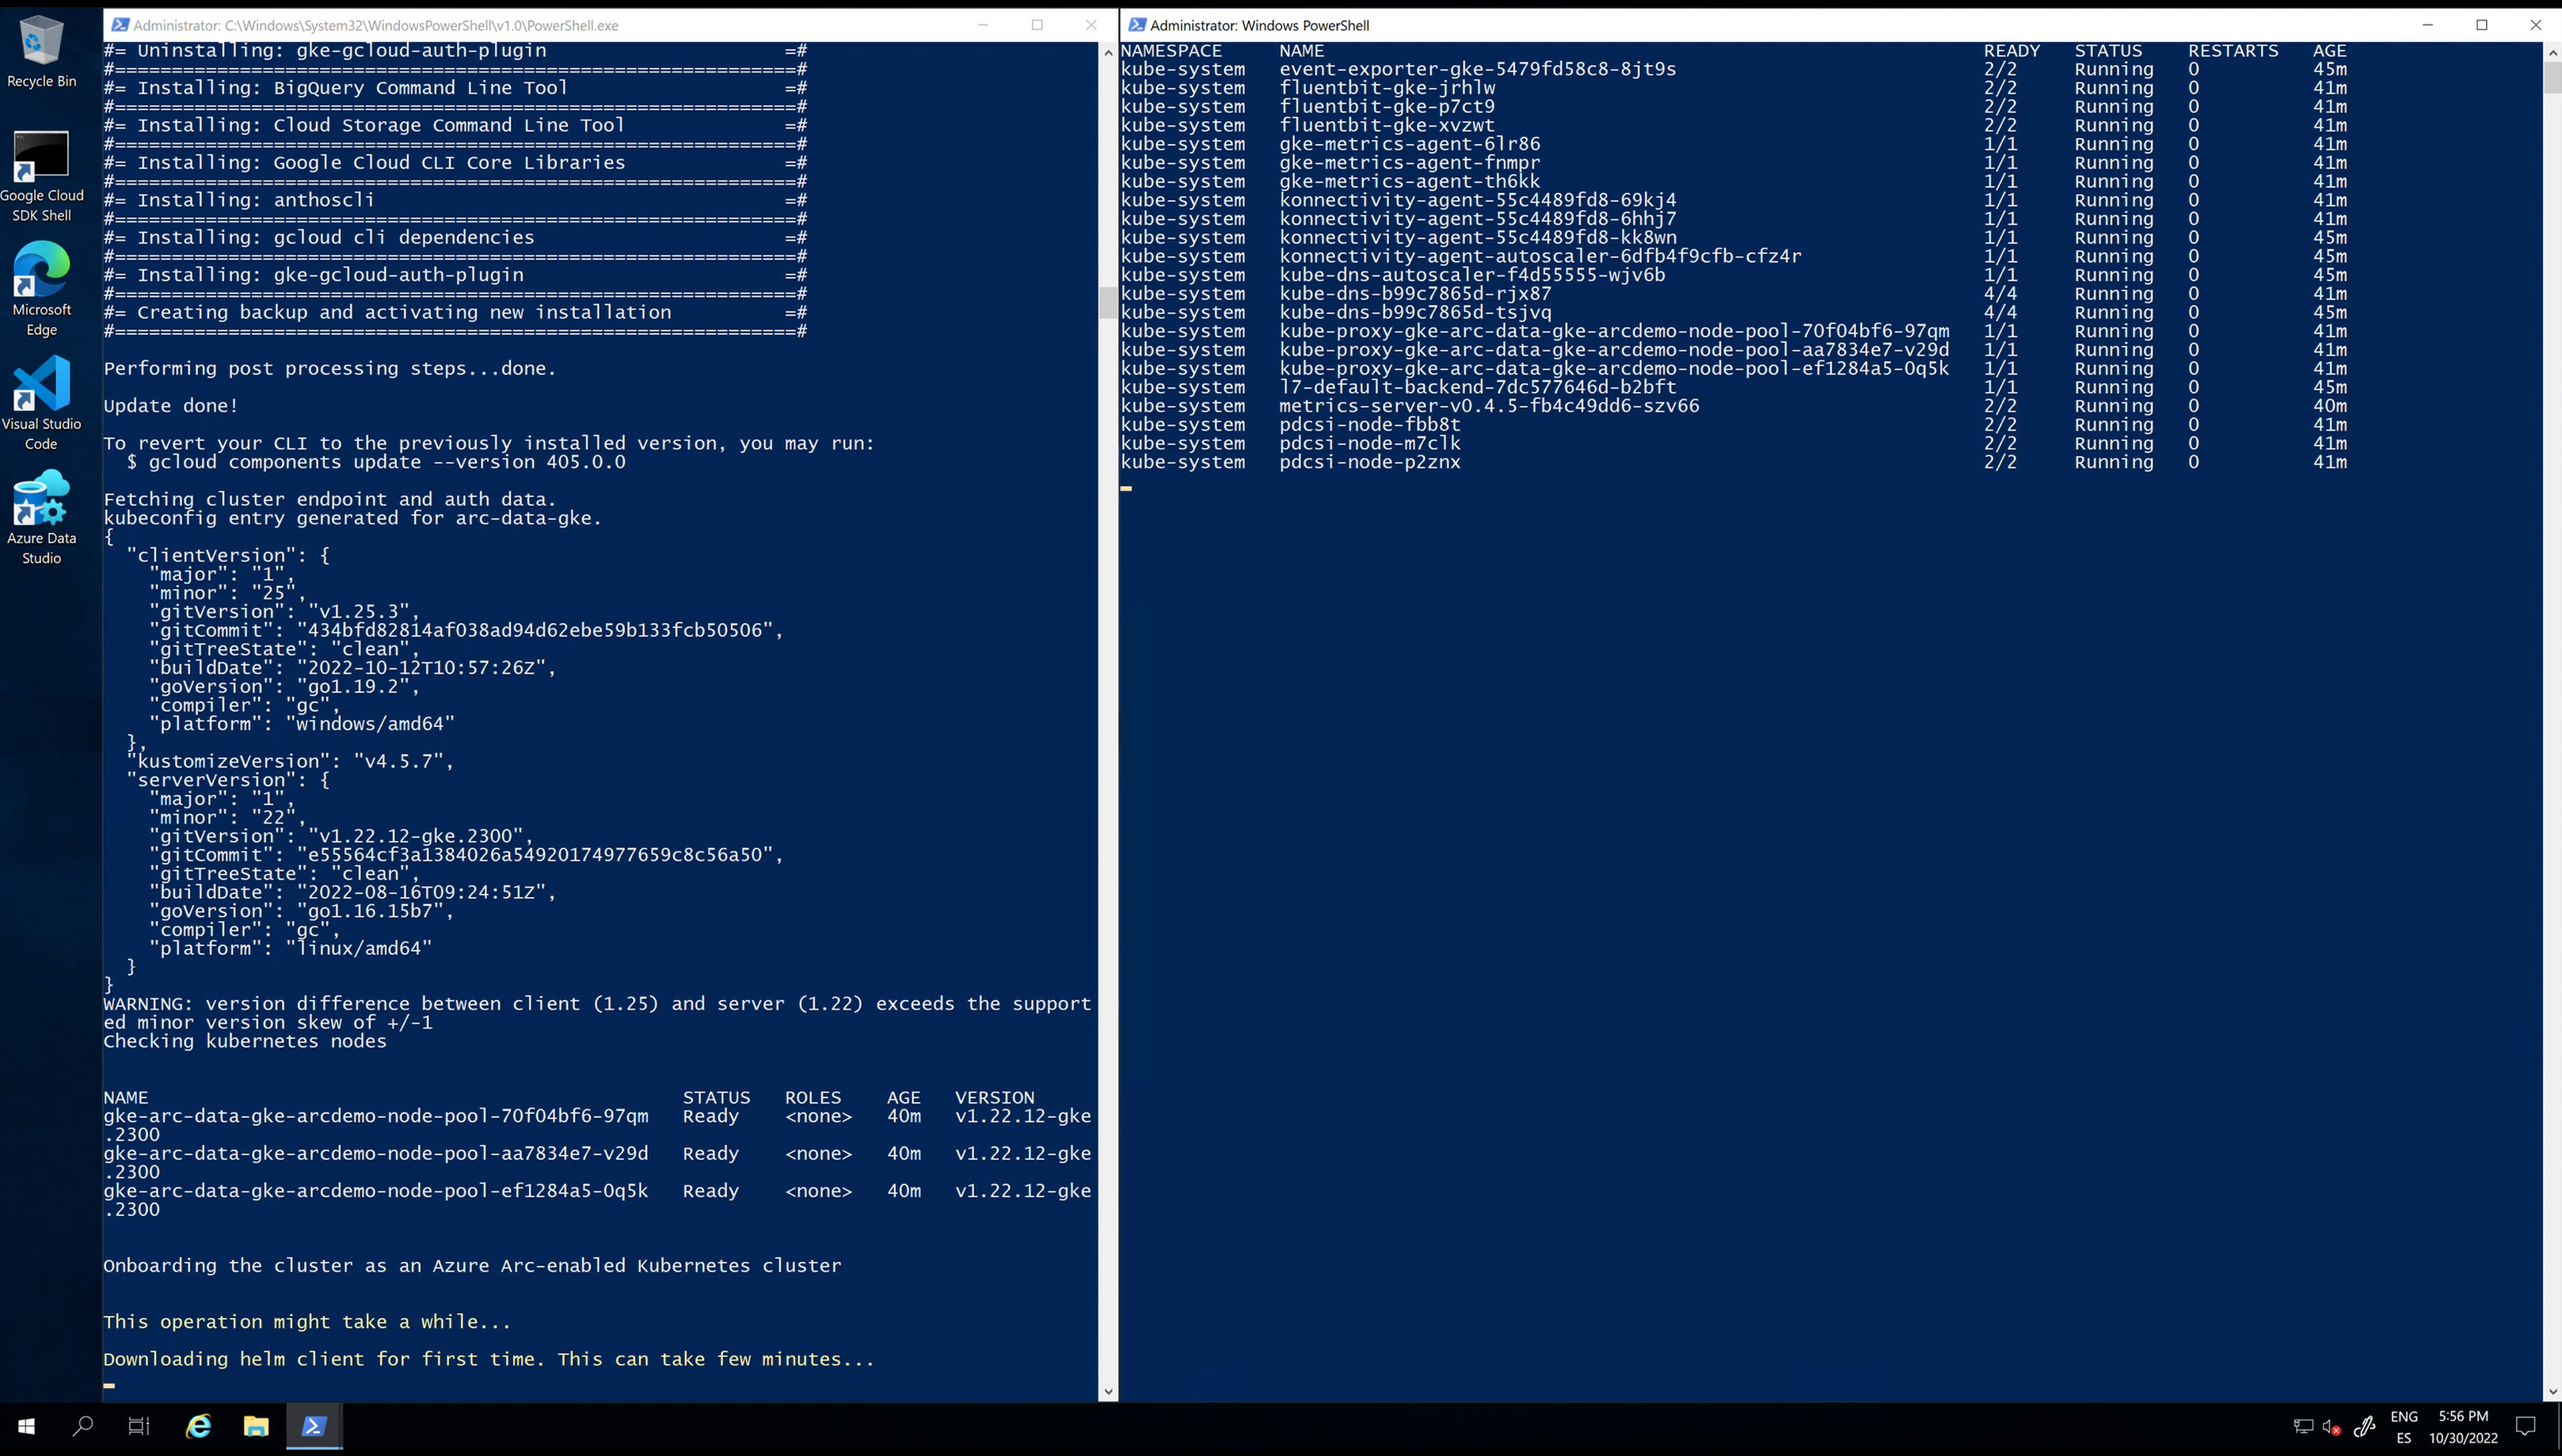 Recycle Bin
Google Cloud
SDK Shell
Microsoft
Edge
Visual Studio
Code
Azure Data
Studio
Administrator: C:\Windows\System32\WindowsPowerShell\v1.0\PowerShell.exe
#= Uninstalling: gke-gcloud-auth-plugin =#
#=============================================================#
#= Installing: BigQuery Command Line Tool =#
#=============================================================#
#= Installing: Cloud Storage Command Line Tool =#
#=============================================================#
#= Installing: Google Cloud CLI Core Libraries =#
#=============================================================#
#= Installing: anthoscli =#
#=============================================================#
#= Installing: gcloud cli dependencies =#
#=============================================================#
#= Installing: gke-gcloud-auth-plugin =#
#=============================================================#
#= Creating backup and activating new installation =#
#=============================================================#
Performing post processing steps...done.
Update done!
To revert your CLI to the previously installed version, you may run:
$ gcloud components update --version 405.0.0
Fetching cluster endpoint and auth data.
kubeconfig entry generated for arc-data-gke.
{
"clientVersion": {
"major": "1",
"minor": "25",
"gitVersion": "v1.25.3",
"gitCommit": "434bfd82814af038ad94d62ebe59b133fcb50506",
"gitTreeState": "clean",
"buildDate": "2022-10-12T10:57:26Z",
"goVersion": "go1.19.2",
"compiler": "gc",
"platform": "windows/amd64"
},
"kustomizeVersion": "v4.5.7",
"serverVersion": {
"major": "1",
"minor": "22",
"gitVersion": "v1.22.12-gke.2300",
"gitCommit": "e55564cf3a1384026a54920174977659c8c56a50",
"gitTreeState": "clean",
"buildDate": "2022-08-16T09:24:51Z",
"goVersion": "go1.16.15b7",
"compiler": "gc",
"platform": "linux/amd64"
}
}
WARNING: version difference between client (1.25) and server (1.22) exceeds the support
ed minor version skew of +/-1
Checking kubernetes nodes
NAME STATUS ROLES AGE VERSION
gke-arc-data-gke-arcdemo-node-pool-70f04bf6-97qm Ready <none> 40m v1.22.12-gke
.2300
gke-arc-data-gke-arcdemo-node-pool-aa7834e7-v29d Ready <none> 40m v1.22.12-gke
.2300
gke-arc-data-gke-arcdemo-node-pool-ef1284a5-0q5k Ready <none> 40m v1.22.12-gke
.2300
Onboarding the cluster as an Azure Arc-enabled Kubernetes cluster
This operation might take a while...
Downloading helm client for first time. This can take few minutes...
Administrator: Windows PowerShell
NAMESPACE NAME READY STATUS RESTARTS AGE
kube-system event-exporter-gke-5479fd58c8-8jt9s 2/2 Running 0 45m
kube-system fluentbit-gke-jrhlw 2/2 Running 0 41m
kube-system fluentbit-gke-p7ct9 2/2 Running 0 41m
kube-system fluentbit-gke-xvzwt 2/2 Running 0 41m
kube-system gke-metrics-agent-6lr86 1/1 Running 0 41m
kube-system gke-metrics-agent-fnmpr 1/1 Running 0 41m
kube-system gke-metrics-agent-th6kk 1/1 Running 0 41m
kube-system konnectivity-agent-55c4489fd8-69kj4 1/1 Running 0 41m
kube-system konnectivity-agent-55c4489fd8-6hhj7 1/1 Running 0 41m
kube-system konnectivity-agent-55c4489fd8-kk8wn 1/1 Running 0 45m
kube-system konnectivity-agent-autoscaler-6dfb4f9cfb-cfz4r 1/1 Running 0 45m
kube-system kube-dns-autoscaler-f4d55555-wjv6b 1/1 Running 0 45m
kube-system kube-dns-b99c7865d-rjx87 4/4 Running 0 41m
kube-system kube-dns-b99c7865d-tsjvq 4/4 Running 0 45m
kube-system kube-proxy-gke-arc-data-gke-arcdemo-node-pool-70f04bf6-97qm 1/1 Running 0 41m
kube-system kube-proxy-gke-arc-data-gke-arcdemo-node-pool-aa7834e7-v29d 1/1 Running 0 41m
kube-system kube-proxy-gke-arc-data-gke-arcdemo-node-pool-ef1284a5-0q5k 1/1 Running 0 41m
kube-system l7-default-backend-7dc577646d-b2bft 1/1 Running 0 45m
kube-system metrics-server-v0.4.5-fb4c49dd6-szv66 2/2 Running 0 40m
kube-system pdcsi-node-fbb8t 2/2 Running 0 41m
kube-system pdcsi-node-m7clk 2/2 Running 0 41m
kube-system pdcsi-node-p2znx 2/2 Running 0 41m
ENG
ES
5:56 PM
10/30/2022